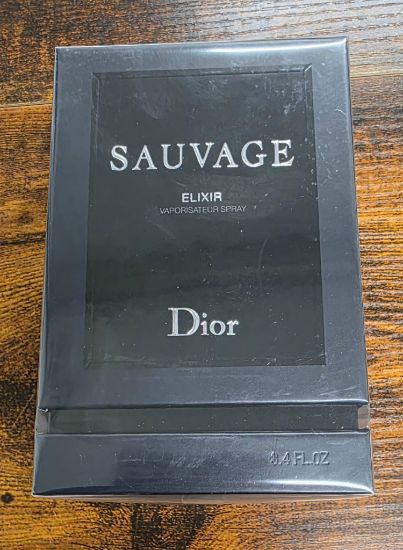 SAUVAGE
ELIXIR
VAPORISATEUR SPRAY
Dior
3.4 FL.OZ